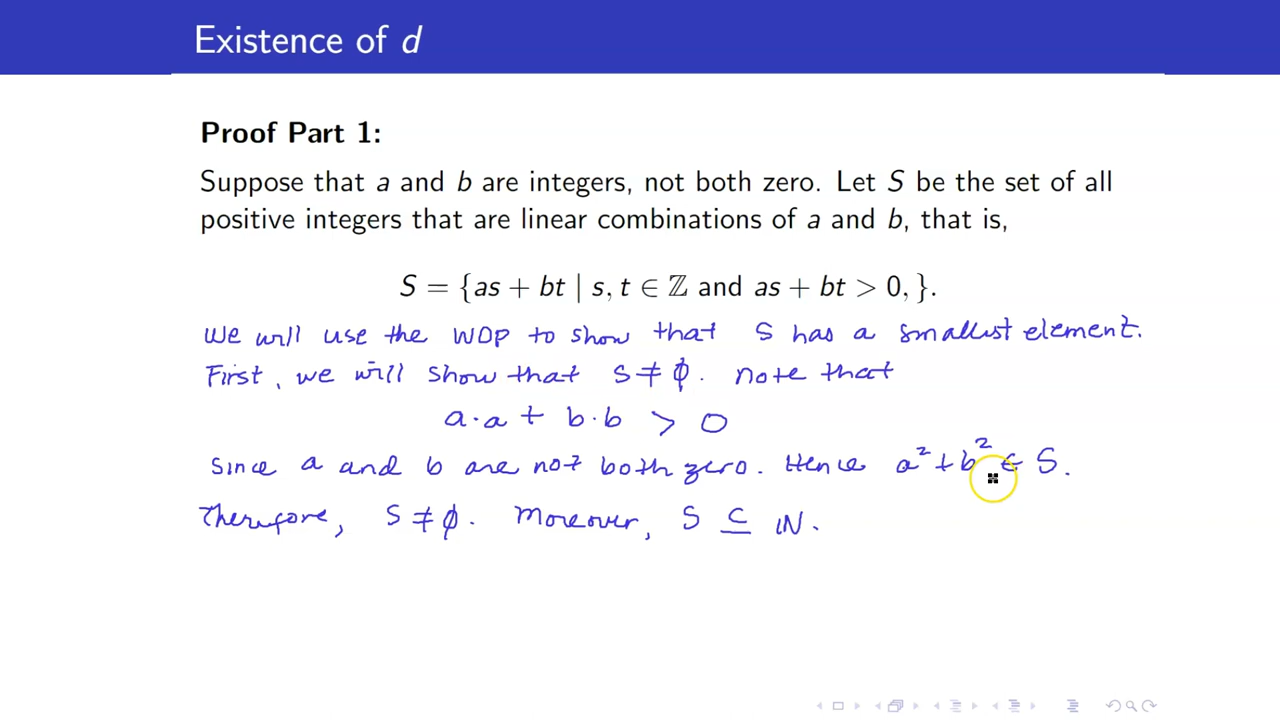 Existence of d
Proof Part 1:
Suppose that a and b are integers, not both zero. Let S be the set of all
positive integers that are linear combinations of a and b, that is,
S = {as + bt | s, t ∈ ℤ and as + bt > 0, }.
We will use the WOP to show that S has a smallest element.
First, we will show that S ≠ ∅. Note that
a·a + b·b > 0
Since a and b are not both zero. Hence a² + b² ∈ S.
Therefore, S ≠ ∅. Moreover, S ⊆ ℕ.